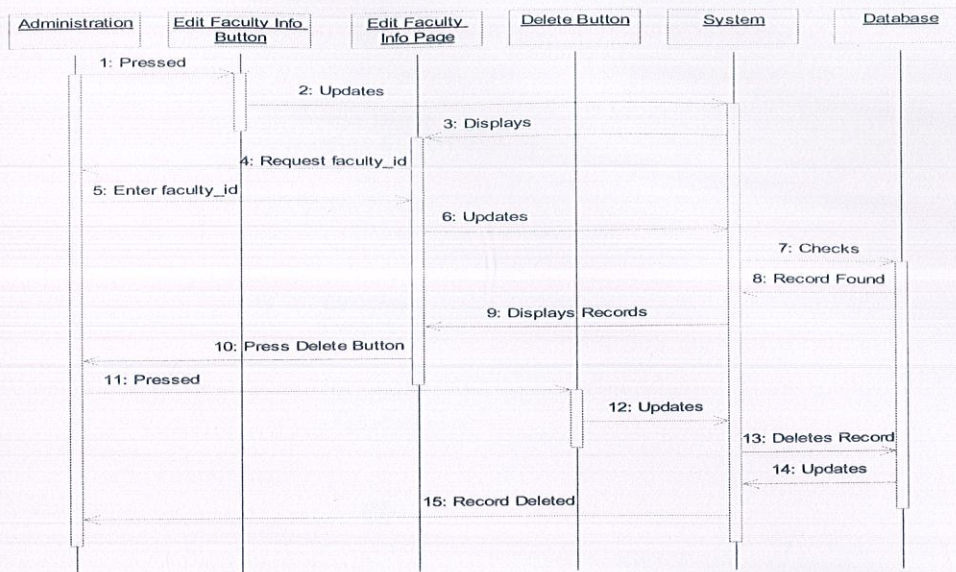 Administration
Edit Faculty Info
Button
Edit Faculty
Info Page
Delete Button
System
Database
1: Pressed
2: Updates
3: Displays
4: Request faculty_id
5: Enter faculty_id
6: Updates
7: Checks
8: Record Found
9: Displays Records
10: Press Delete Button
11: Pressed
12: Updates
13: Deletes Record
14: Updates
15: Record Deleted